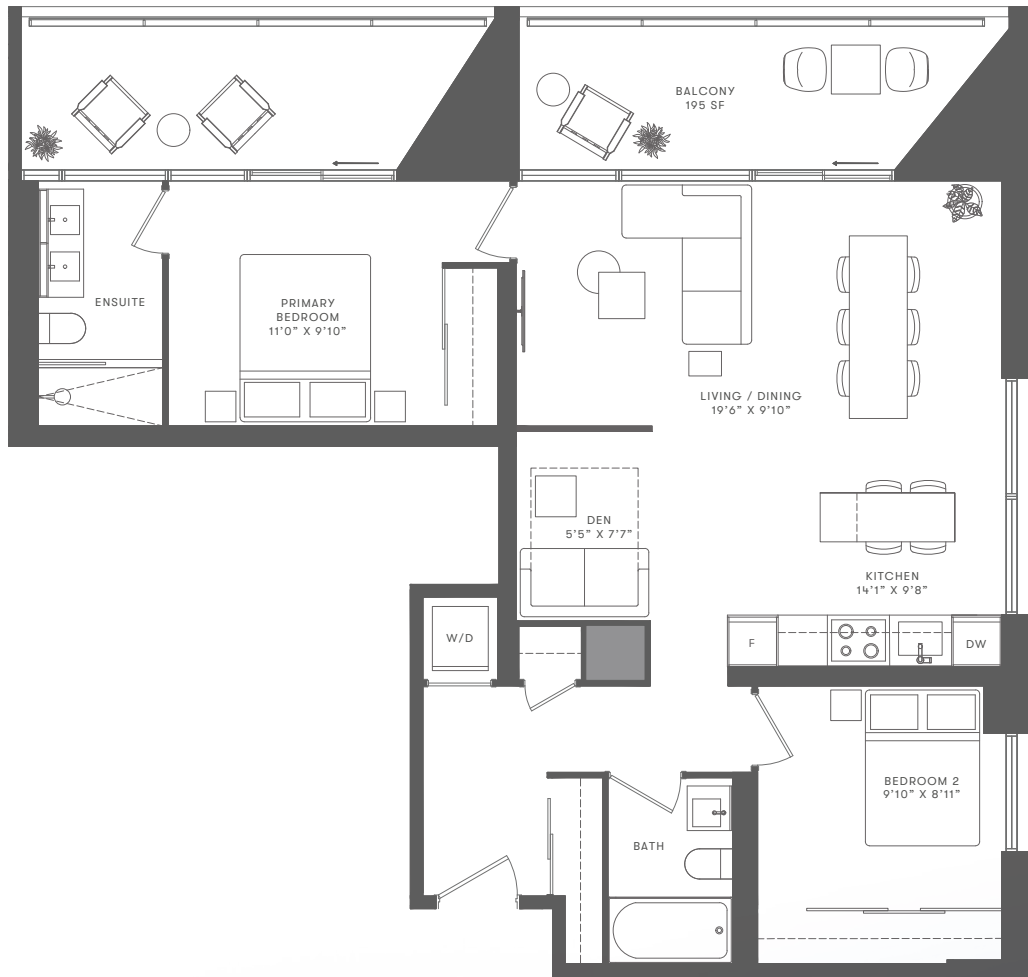 BALCONY
195 SF
ENSUITE
PRIMARY
BEDROOM
11'0" X 9'10"
LIVING / DINING
19'6" X 9'10"
DEN
5'5" X 7'7"
KITCHEN
14'1" X 9'8"
W/D
F
DW
BEDROOM 2
9'10" X 8'11"
BATH